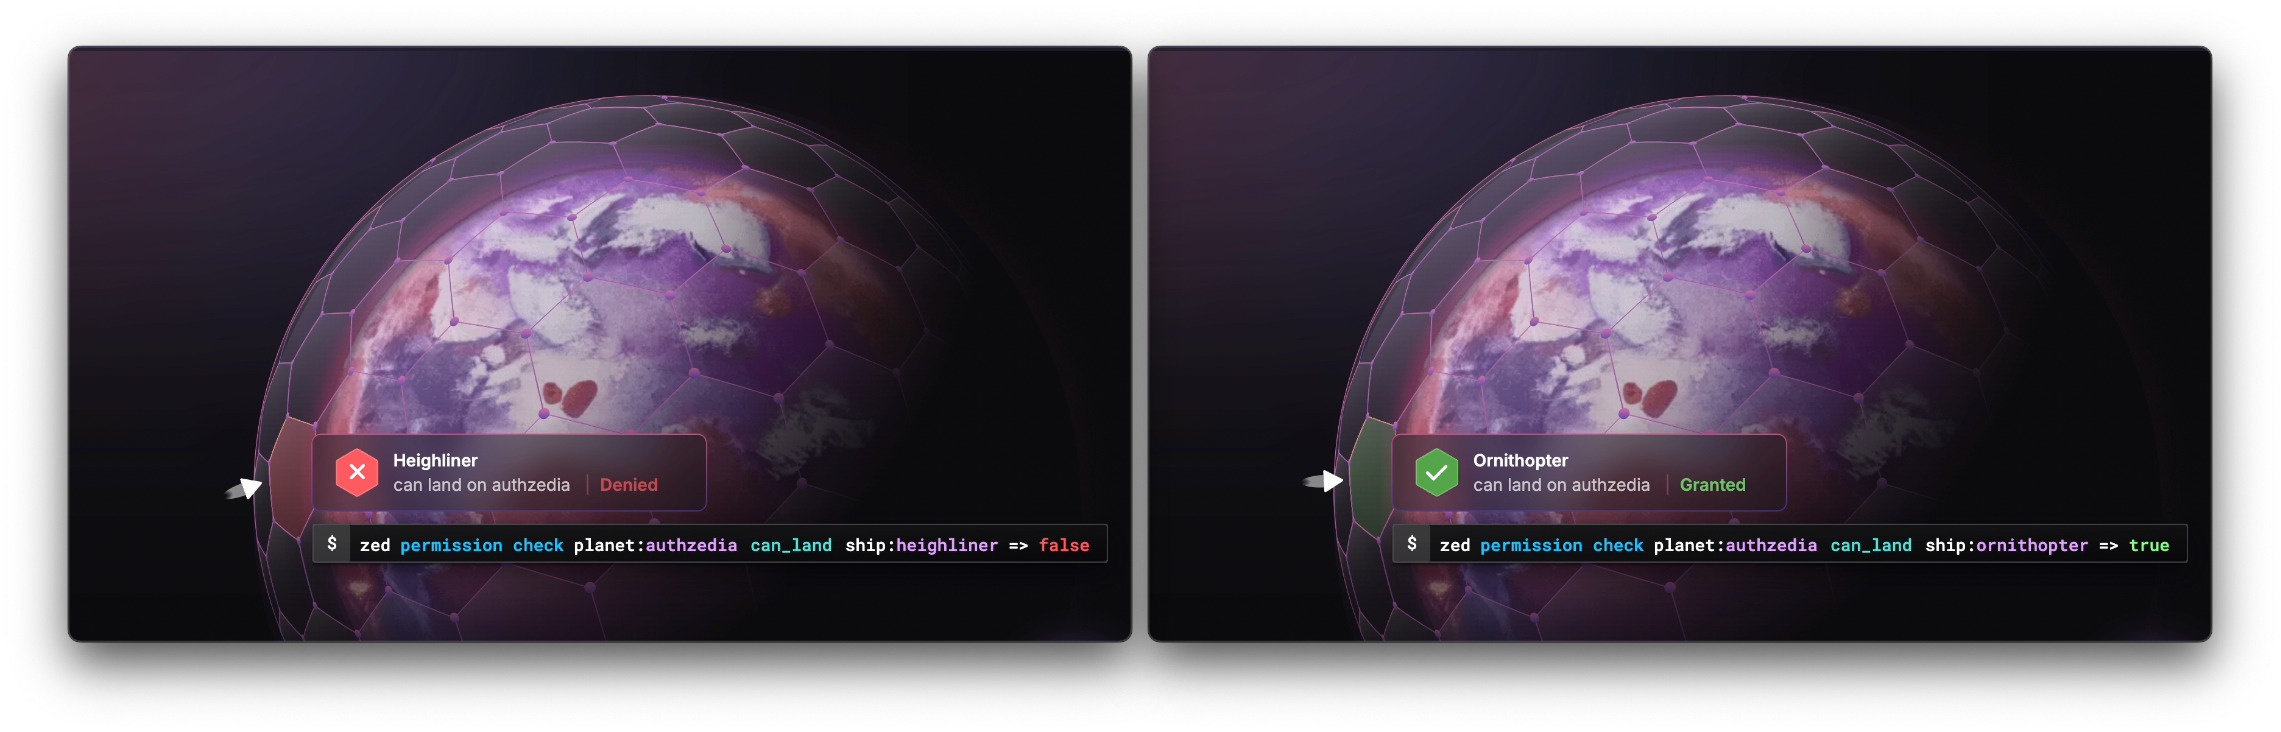 Heighliner
can land on authzedia | Denied
$ zed permission check planet:authzedia can_land ship:heighliner => false
Ornithopter
can land on authzedia | Granted
$ zed permission check planet:authzedia can_land ship:ornithopter => true